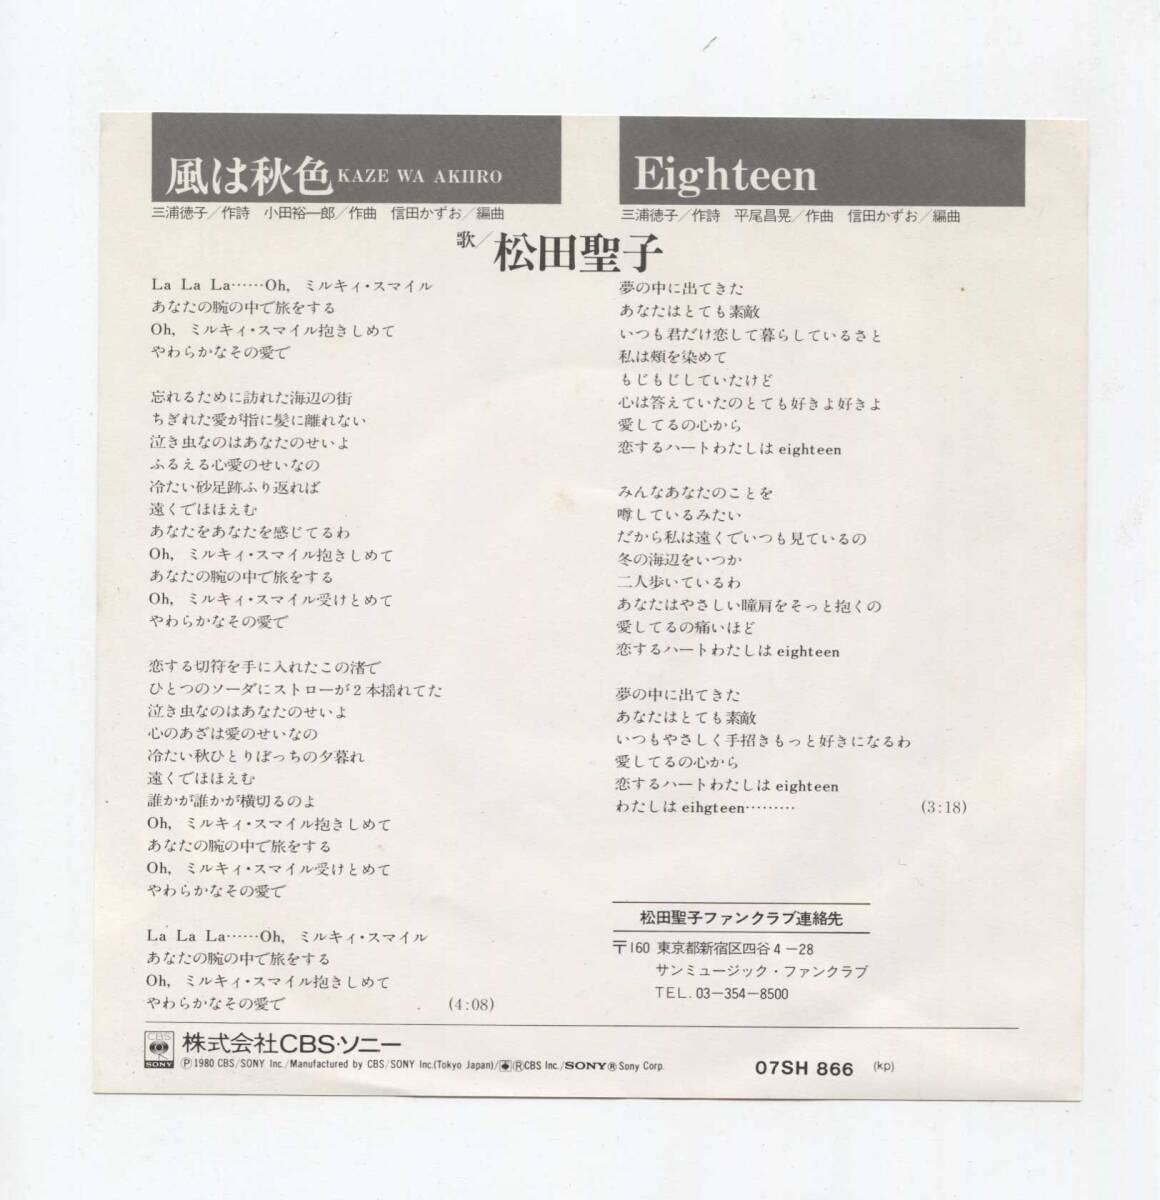 風は秋色 KAZE WA AKIIRO
三浦徳子／作詩 小田裕一郎／作曲 信田かずお／編曲
Eighteen
三浦徳子／作詩 平尾昌晃／作曲 信田かずお／編曲
歌／松田聖子
La La La……Oh, ミルキィ・スマイル
あなたの腕の中で旅をする
Oh, ミルキィ・スマイル抱きしめて
やわらかなその愛で
忘れるために訪れた海辺の街
ちぎれた愛が指に髪に離れない
泣き虫なのはあなたのせいよ
ふるえる心愛のせいなの
冷たい砂足跡ふり返れば
遠くでほほえむ
あなたをあなたを感じてるわ
Oh, ミルキィ・スマイル抱きしめて
あなたの腕の中で旅をする
Oh, ミルキィ・スマイル受けとめて
やわらかなその愛で
恋する切符を手に入れたこの渚で
ひとつのソーダにストローが2本揺れてた
泣き虫なのはあなたのせいよ
心のあざは愛のせいなの
冷たい秋ひとりぼっちの夕暮れ
遠くでほほえむ
誰かが誰かが横切るのよ
Oh, ミルキィ・スマイル抱きしめて
あなたの腕の中で旅をする
Oh, ミルキィ・スマイル受けとめて
やわらかなその愛で
La La La……Oh, ミルキィ・スマイル
あなたの腕の中で旅をする
Oh, ミルキィ・スマイル抱きしめて
やわらかなその愛で (4:08)
夢の中に出てきた
あなたはとても素敵
いつも君だけ恋して暮らしているさと
私は頬を染めて
もじもじしていたけど
心は答えていたのとても好きよ好きよ
愛してるの心から
恋するハートわたしはeighteen
みんなあなたのことを
噂しているみたい
だから私は遠くでいつも見ているの
冬の海辺をいつか
二人歩いているわ
あなたはやさしい瞳肩をそっと抱くの
愛してるの痛いほど
恋するハートわたしはeighteen
夢の中に出てきた
あなたはとても素敵
いつもやさしく手招きもっと好きになるわ
愛してるの心から
恋するハートわたしはeighteen
わたしはeihgteen……… (3:18)
松田聖子ファンクラブ連絡先
〒160 東京都新宿区四谷4－28
サンミュージック・ファンクラブ
TEL. 03－354－8500
CBS SONY 株式会社CBS・ソニー
Ⓟ1980 CBS/SONY Inc./Manufactured by CBS/SONY Inc.(Tokyo Japan)/®CBS Inc./SONY® Sony Corp.
07SH 866 (kp)